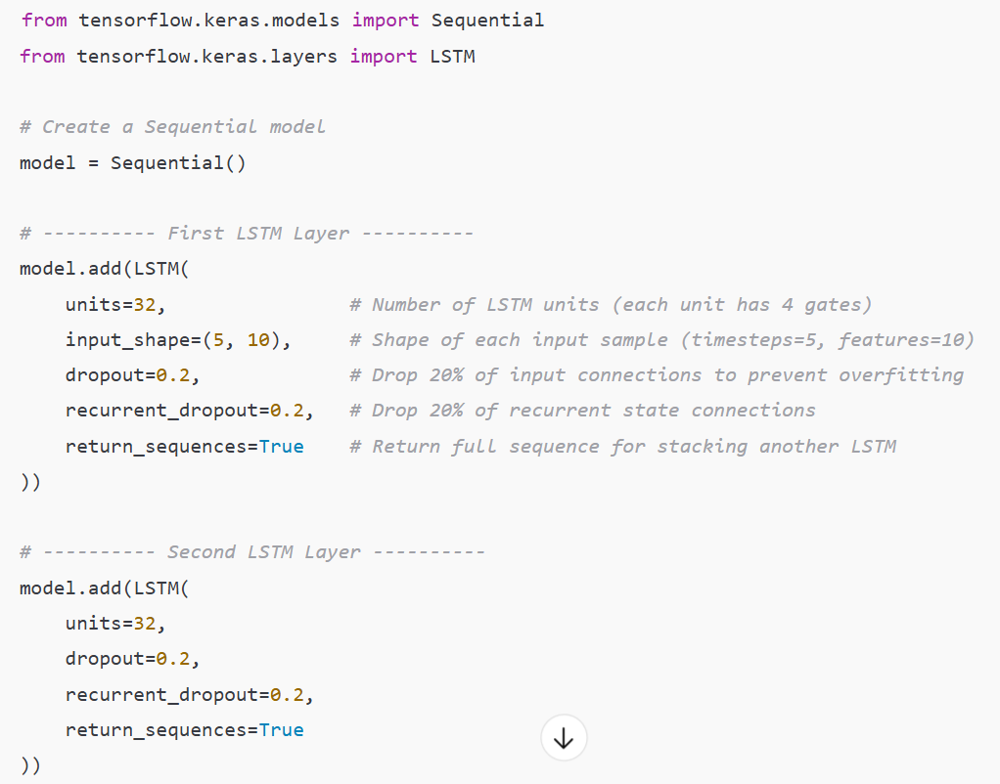 from tensorflow.keras.models import Sequential
from tensorflow.keras.layers import LSTM

# Create a Sequential model
model = Sequential()

# ---------- First LSTM Layer ----------
model.add(LSTM(
    units=32,                # Number of LSTM units (each unit has 4 gates)
    input_shape=(5, 10),     # Shape of each input sample (timesteps=5, features=10)
    dropout=0.2,             # Drop 20% of input connections to prevent overfitting
    recurrent_dropout=0.2,   # Drop 20% of recurrent state connections
    return_sequences=True    # Return full sequence for stacking another LSTM
))

# ---------- Second LSTM Layer ----------
model.add(LSTM(
    units=32,
    dropout=0.2,
    recurrent_dropout=0.2,
    return_sequences=True
))